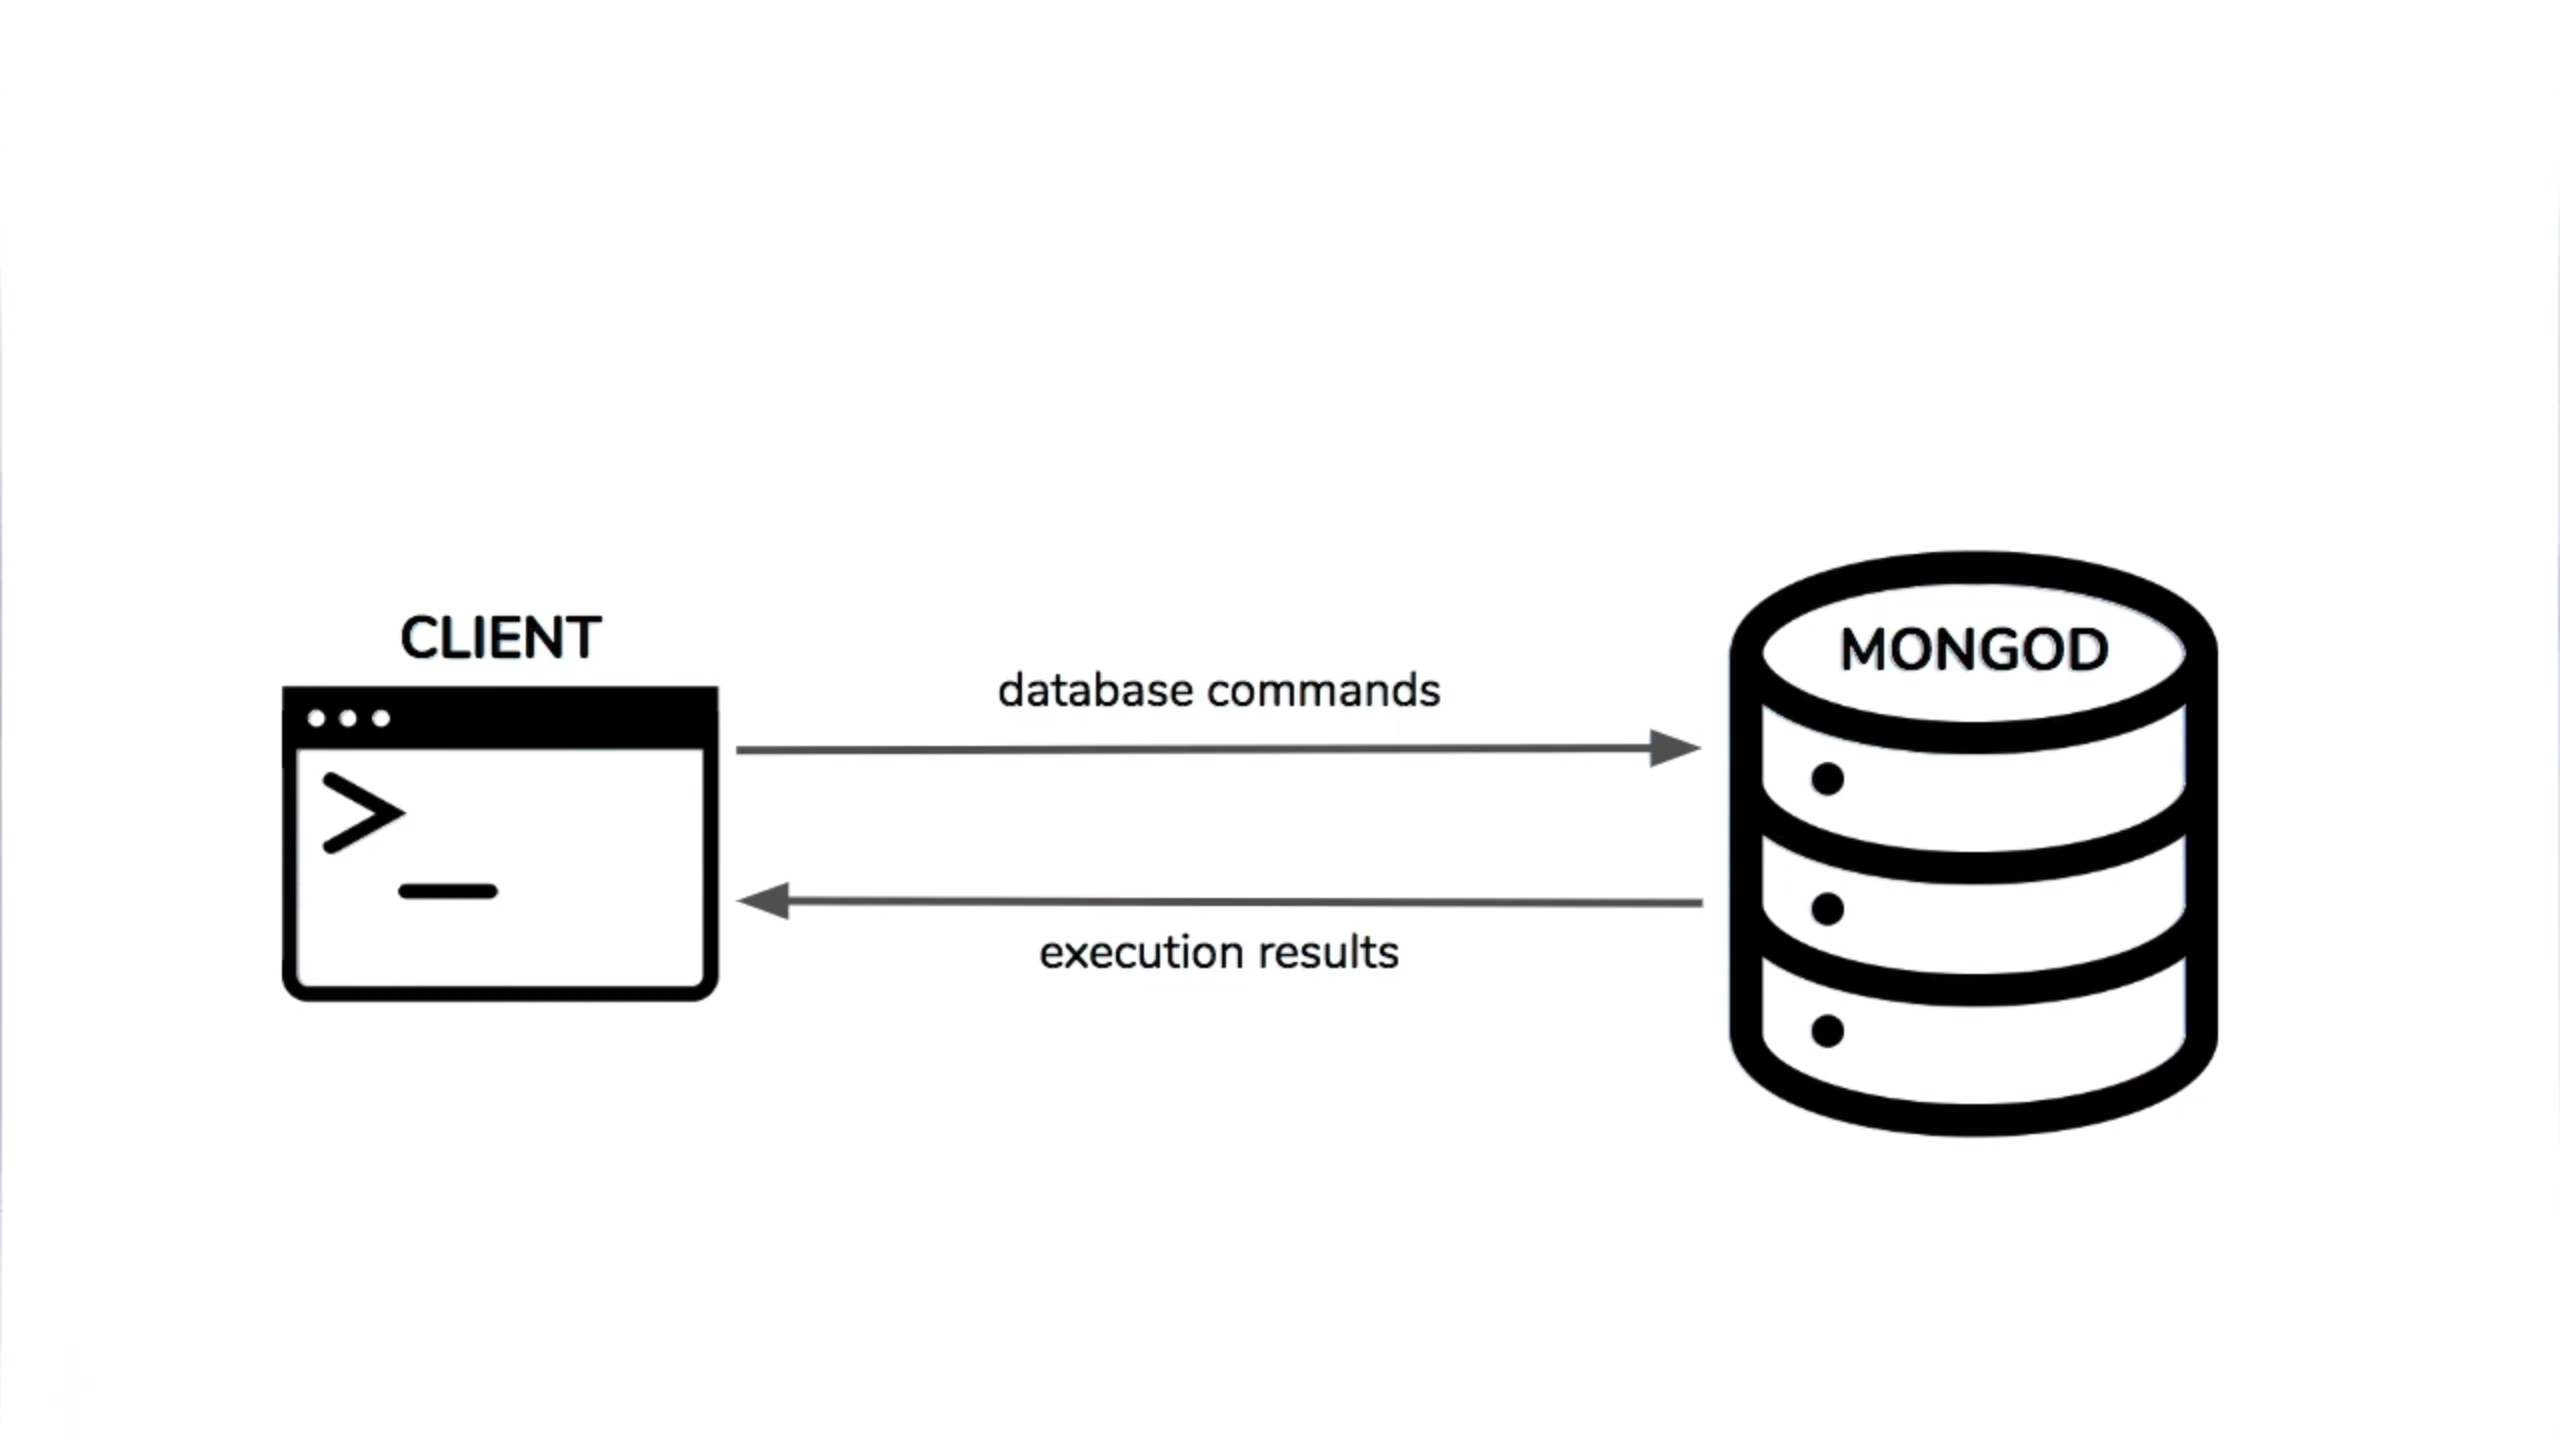 CLIENT
MONGOD
database commands
execution results